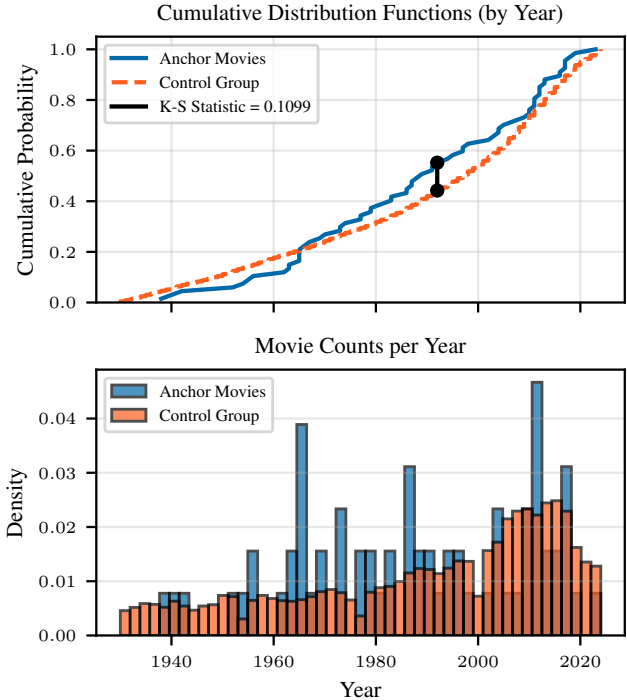 Cumulative Distribution Functions (by Year)
1.0
0.8
0.6
0.4
0.2
0.0
Cumulative Probability
Anchor Movies
Control Group
K-S Statistic = 0.1099
Movie Counts per Year
0.04
0.03
0.02
0.01
0.00
Density
Anchor Movies
Control Group
1940 1960 1980 2000 2020
Year